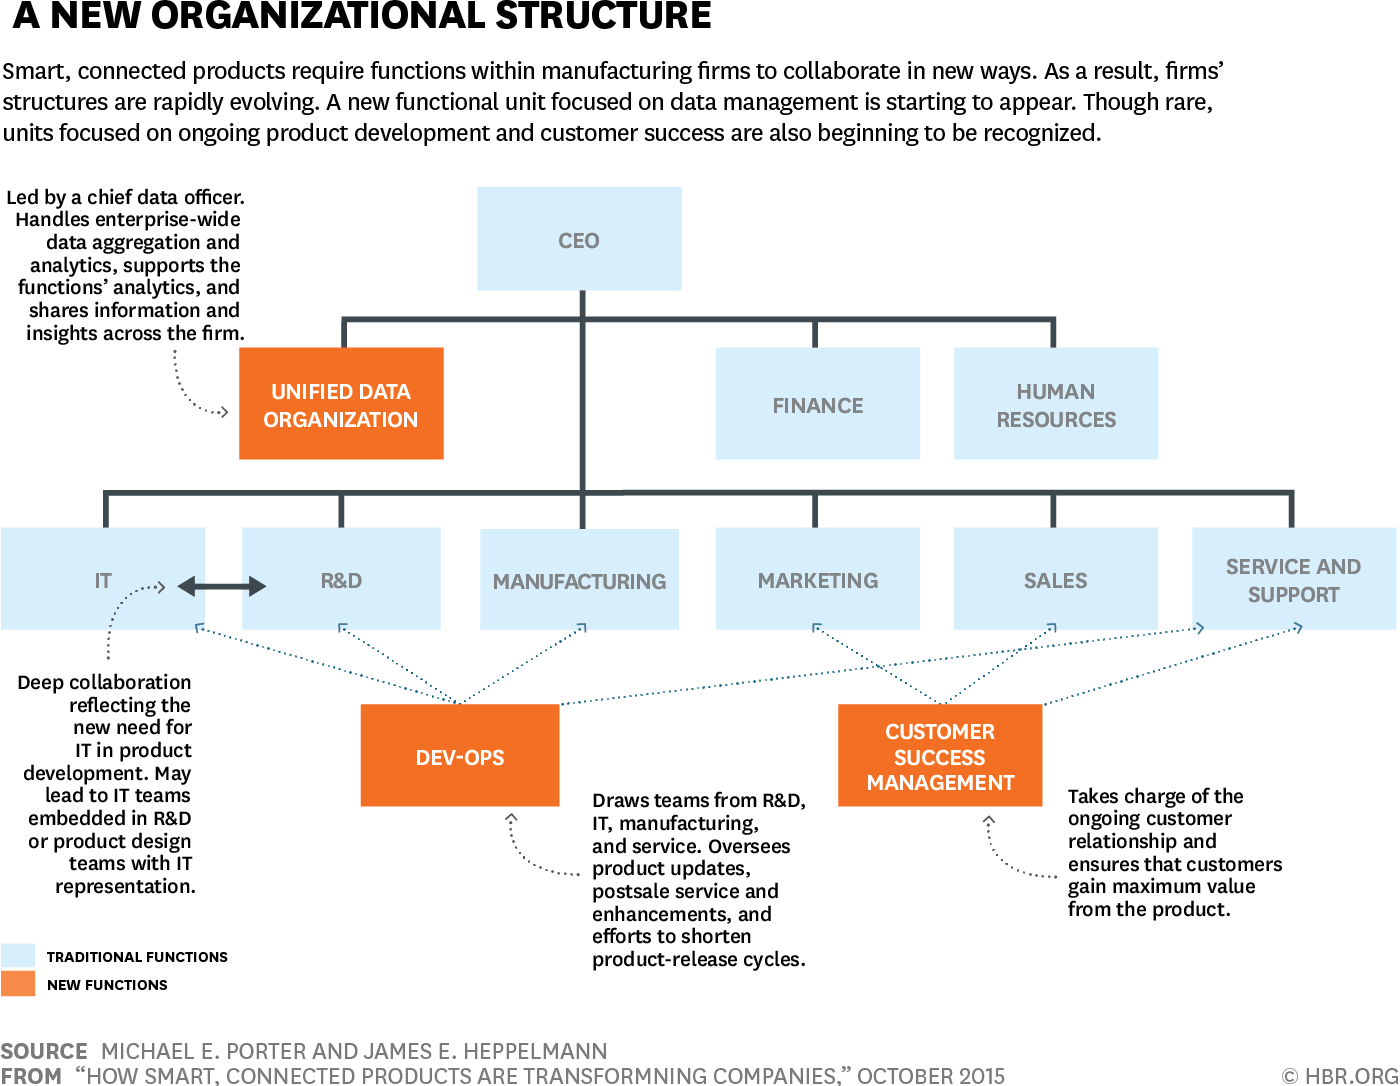 A NEW ORGANIZATIONAL STRUCTURE
Smart, connected products require functions within manufacturing firms to collaborate in new ways. As a result, firms’
structures are rapidly evolving. A new functional unit focused on data management is starting to appear. Though rare,
units focused on ongoing product development and customer success are also beginning to be recognized.
Led by a chief data officer.
Handles enterprise-wide
data aggregation and
analytics, supports the
functions’ analytics, and
shares information and
insights across the firm.
CEO
UNIFIED DATA
ORGANIZATION
FINANCE
HUMAN
RESOURCES
IT
R&D
MANUFACTURING
MARKETING
SALES
SERVICE AND
SUPPORT
Deep collaboration
reflecting the
new need for
IT in product
development. May
lead to IT teams
embedded in R&D
or product design
teams with IT
representation.
DEV-OPS
Draws teams from R&D,
IT, manufacturing,
and service. Oversees
product updates,
postsale service and
enhancements, and
efforts to shorten
product-release cycles.
CUSTOMER
SUCCESS
MANAGEMENT
Takes charge of the
ongoing customer
relationship and
ensures that customers
gain maximum value
from the product.
TRADITIONAL FUNCTIONS
NEW FUNCTIONS
SOURCE MICHAEL E. PORTER AND JAMES E. HEPPELMANN
FROM “HOW SMART, CONNECTED PRODUCTS ARE TRANSFORMNING COMPANIES,” OCTOBER 2015
© HBR.ORG